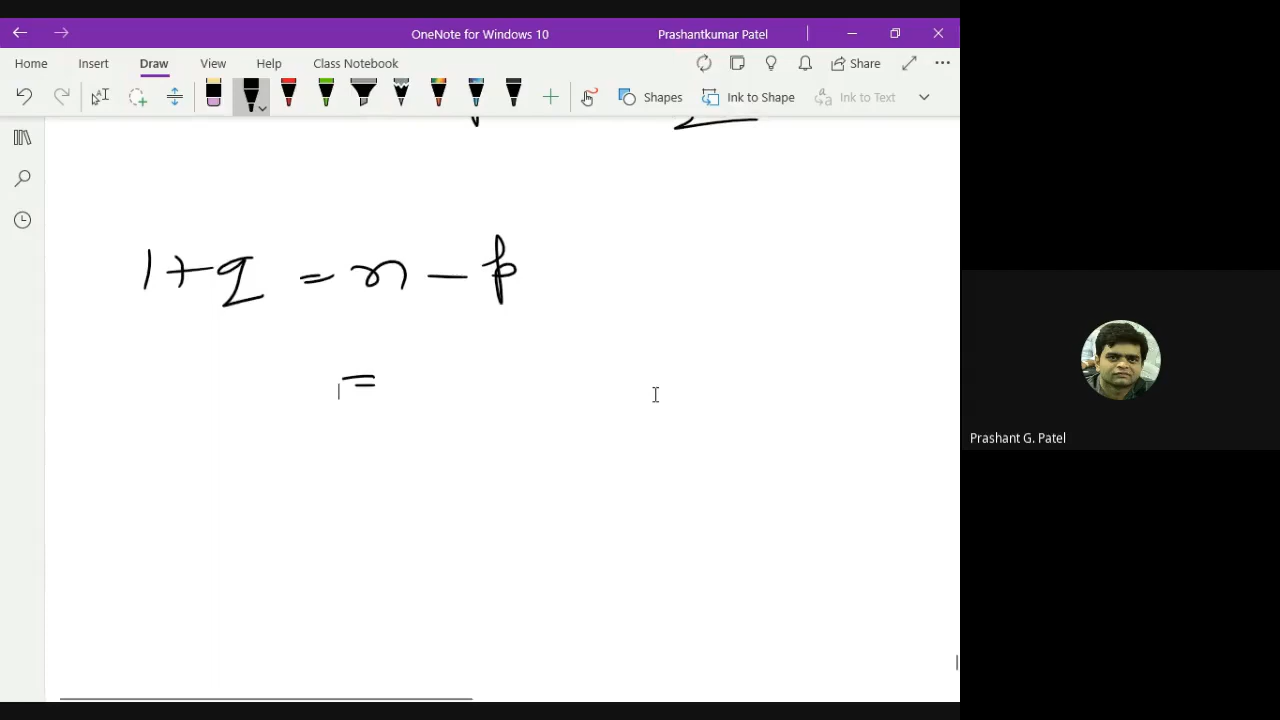 OneNote for Windows 10 Prashantkumar Patel
Home Insert Draw View Help Class Notebook Share
Shapes Ink to Shape Ink to Text
1+q = n - p
=
Prashant G. Patel